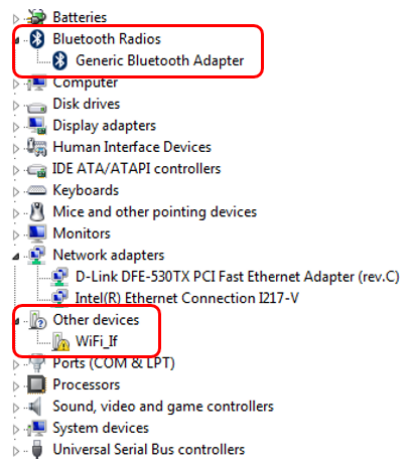 Batteries
Bluetooth Radios
Generic Bluetooth Adapter
Computer
Disk drives
Display adapters
Human Interface Devices
IDE ATA/ATAPI controllers
Keyboards
Mice and other pointing devices
Monitors
Network adapters
D-Link DFE-530TX PCI Fast Ethernet Adapter (rev.C)
Intel(R) Ethernet Connection I217-V
Other devices
WiFi_If
Ports (COM & LPT)
Processors
Sound, video and game controllers
System devices
Universal Serial Bus controllers